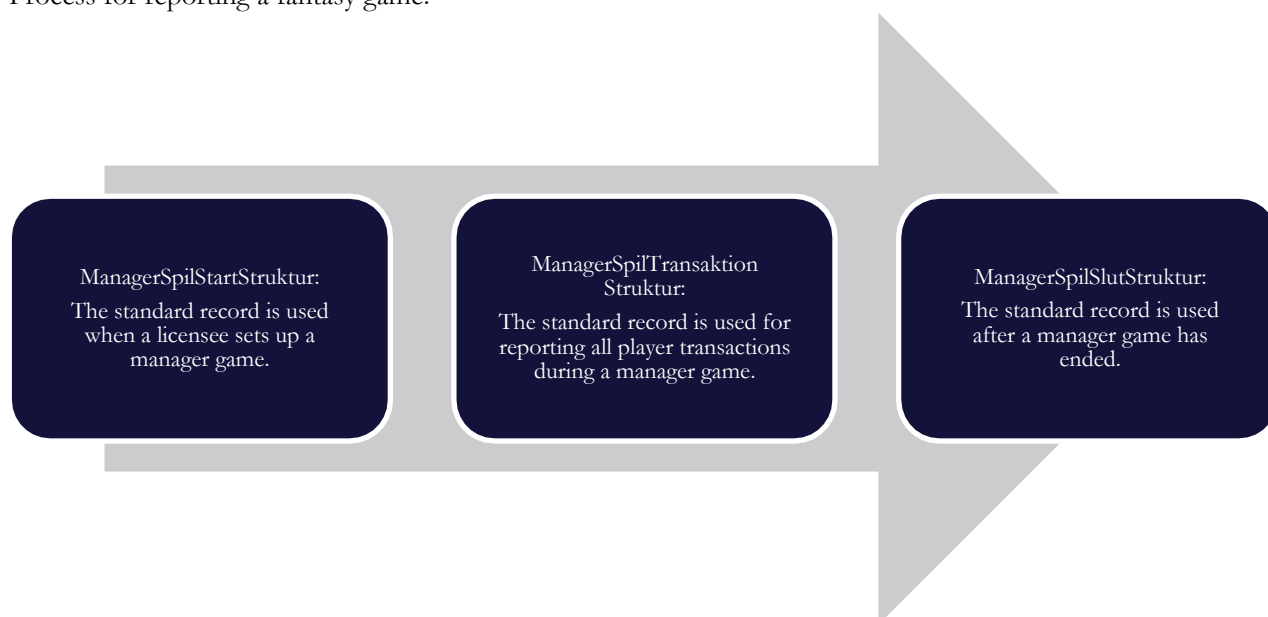 Process for reporting a fantasy game.
ManagerSpilStartStruktur:
The standard record is used
when a licensee sets up a
manager game.
ManagerSpilTransaktion
Struktur:
The standard record is used for
reporting all player transactions
during a manager game.
ManagerSpilSlutStruktur:
The standard record is used
after a manager game has
ended.